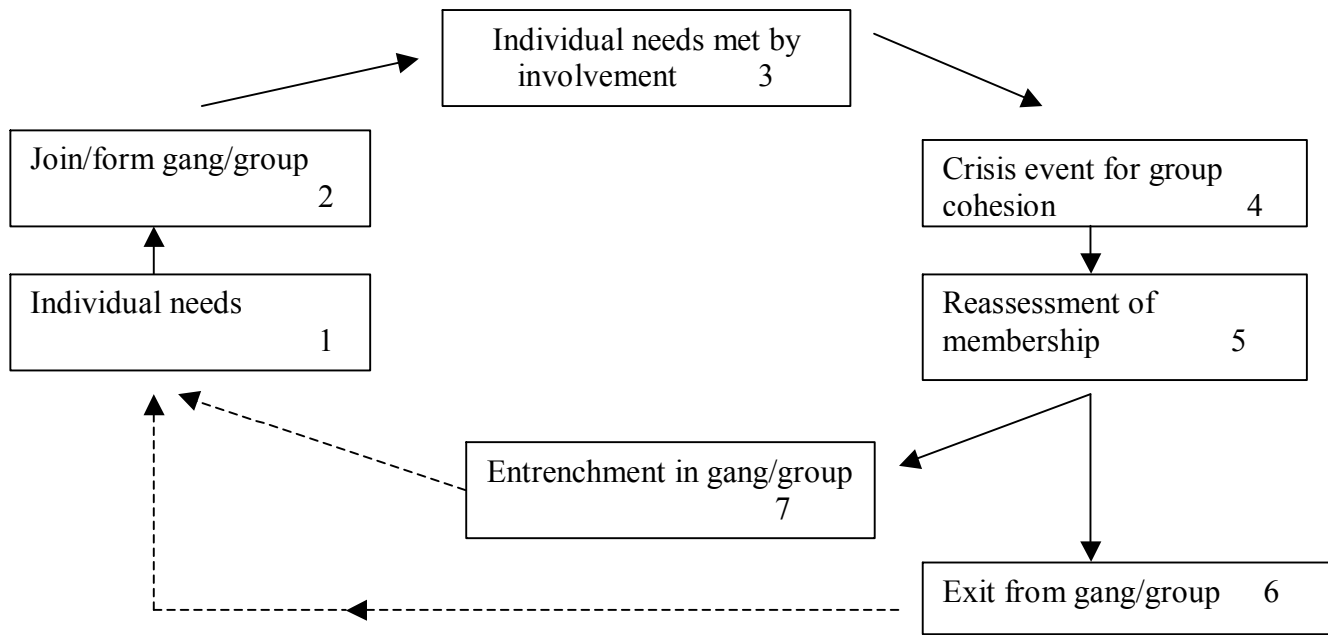 Individual needs met by
involvement 3
Join/form gang/group
2
Crisis event for group
cohesion 4
Individual needs
1
Reassessment of
membership 5
Entrenchment in gang/group
7
Exit from gang/group 6